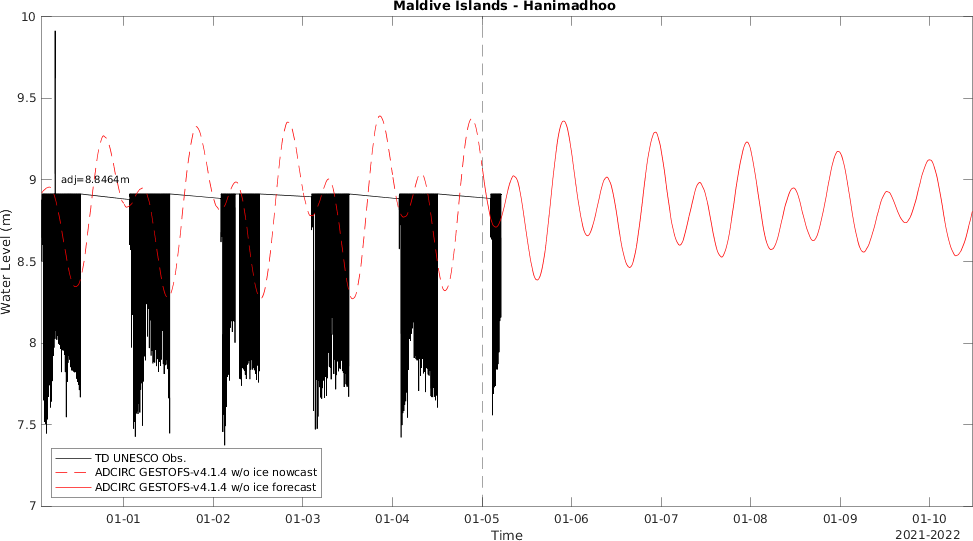 Maldive Islands - Hanimadhoo
10
9.5
9
8.5
8
7.5
7
Water Level (m)
adj=8.8464m
TD UNESCO Obs.
ADCIRC GESTOFS-v4.1.4 w/o ice nowcast
ADCIRC GESTOFS-v4.1.4 w/o ice forecast
01-01 01-02 01-03 01-04 01-05 01-06 01-07 01-08 01-09 01-10
Time
2021-2022